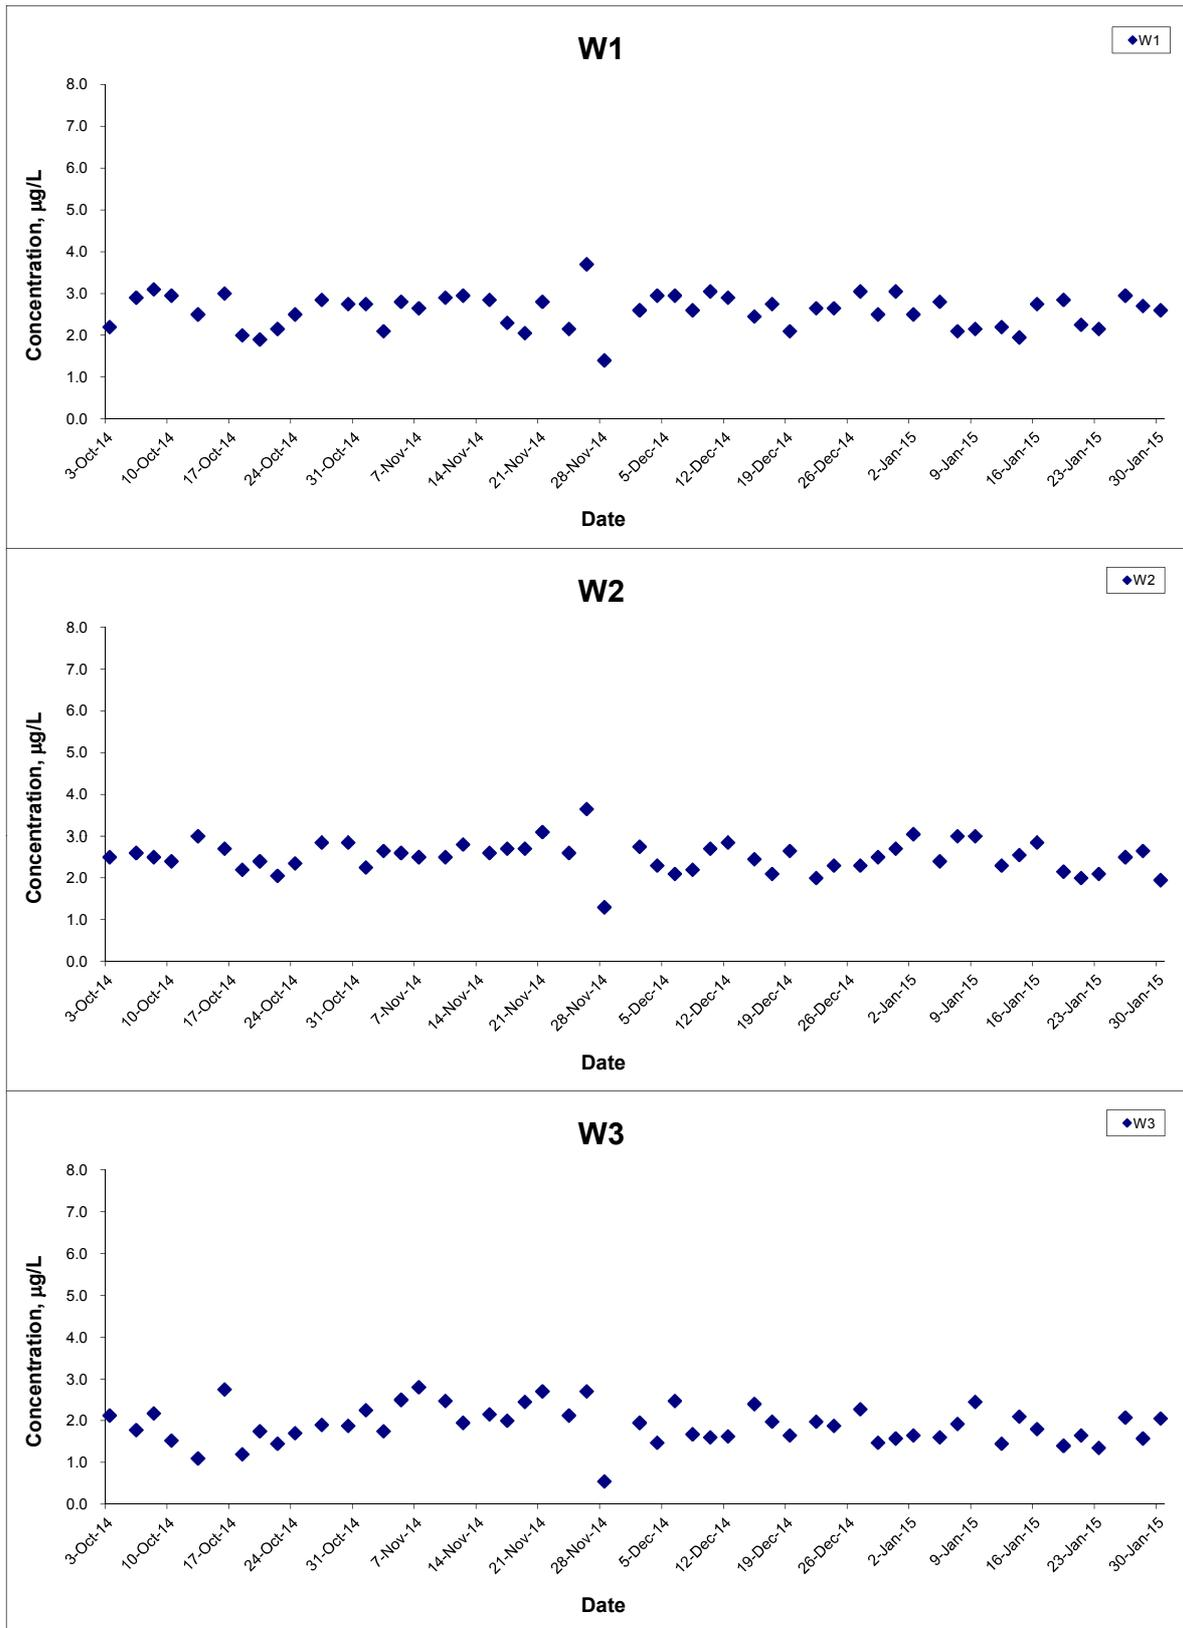 W1
W1
8.0
7.0
6.0
5.0
4.0
3.0
2.0
1.0
0.0
Concentration, µg/L
3-Oct-14
10-Oct-14
17-Oct-14
24-Oct-14
31-Oct-14
7-Nov-14
14-Nov-14
21-Nov-14
28-Nov-14
5-Dec-14
12-Dec-14
19-Dec-14
26-Dec-14
2-Jan-15
9-Jan-15
16-Jan-15
23-Jan-15
30-Jan-15
Date
W2
W2
8.0
7.0
6.0
5.0
4.0
3.0
2.0
1.0
0.0
Concentration, µg/L
3-Oct-14
10-Oct-14
17-Oct-14
24-Oct-14
31-Oct-14
7-Nov-14
14-Nov-14
21-Nov-14
28-Nov-14
5-Dec-14
12-Dec-14
19-Dec-14
26-Dec-14
2-Jan-15
9-Jan-15
16-Jan-15
23-Jan-15
30-Jan-15
Date
W3
W3
8.0
7.0
6.0
5.0
4.0
3.0
2.0
1.0
0.0
Concentration, µg/L
3-Oct-14
10-Oct-14
17-Oct-14
24-Oct-14
31-Oct-14
7-Nov-14
14-Nov-14
21-Nov-14
28-Nov-14
5-Dec-14
12-Dec-14
19-Dec-14
26-Dec-14
2-Jan-15
9-Jan-15
16-Jan-15
23-Jan-15
30-Jan-15
Date